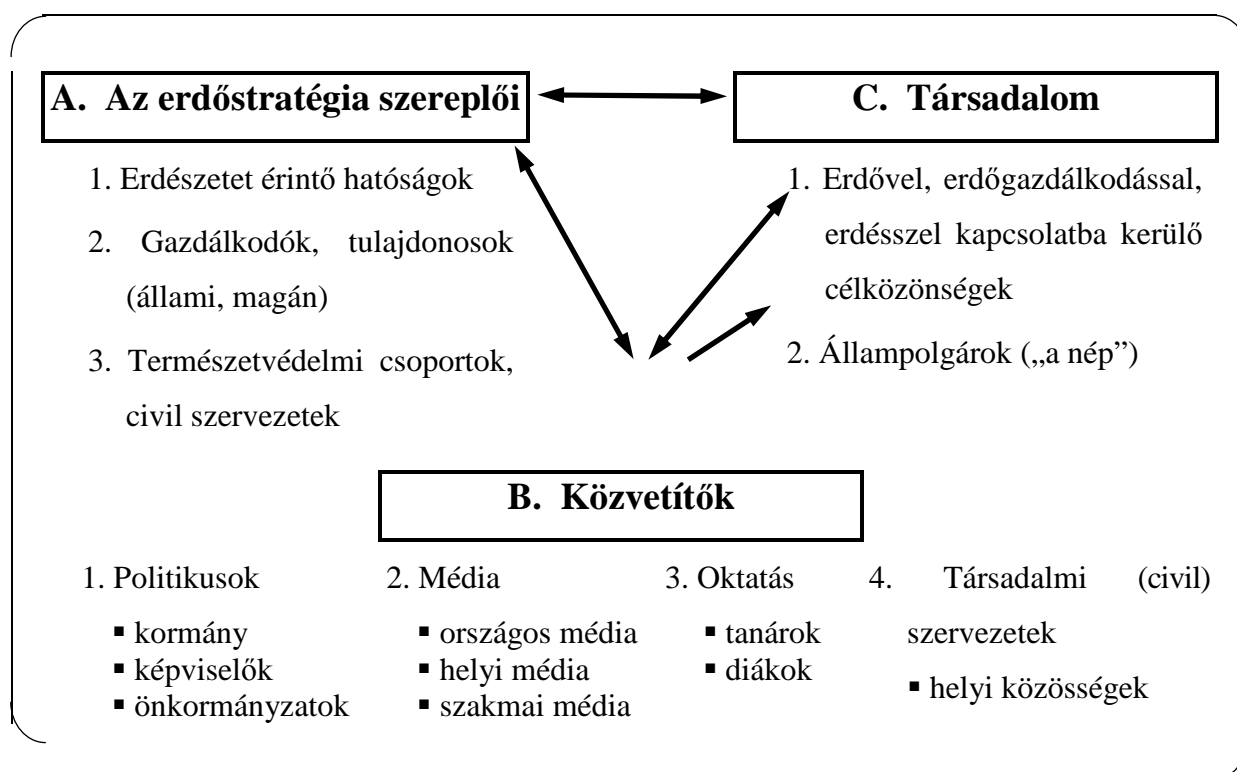 A. Az erdőstratégia szereplői
1. Erdészetet érintő hatóságok
2. Gazdálkodók, tulajdonosok
(állami, magán)
3. Természetvédelmi csoportok,
civil szervezetek
C. Társadalom
1. Erdővel, erdőgazdálkodással,
erdésszel kapcsolatba kerülő
célközönségek
2. Állampolgárok („a nép”)
B. Közvetítők
1. Politikusok
▪ kormány
▪ képviselők
▪ önkormányzatok
2. Média
▪ országos média
▪ helyi média
▪ szakmai média
3. Oktatás
▪ tanárok
▪ diákok
4. Társadalmi (civil)
szervezetek
▪ helyi közösségek